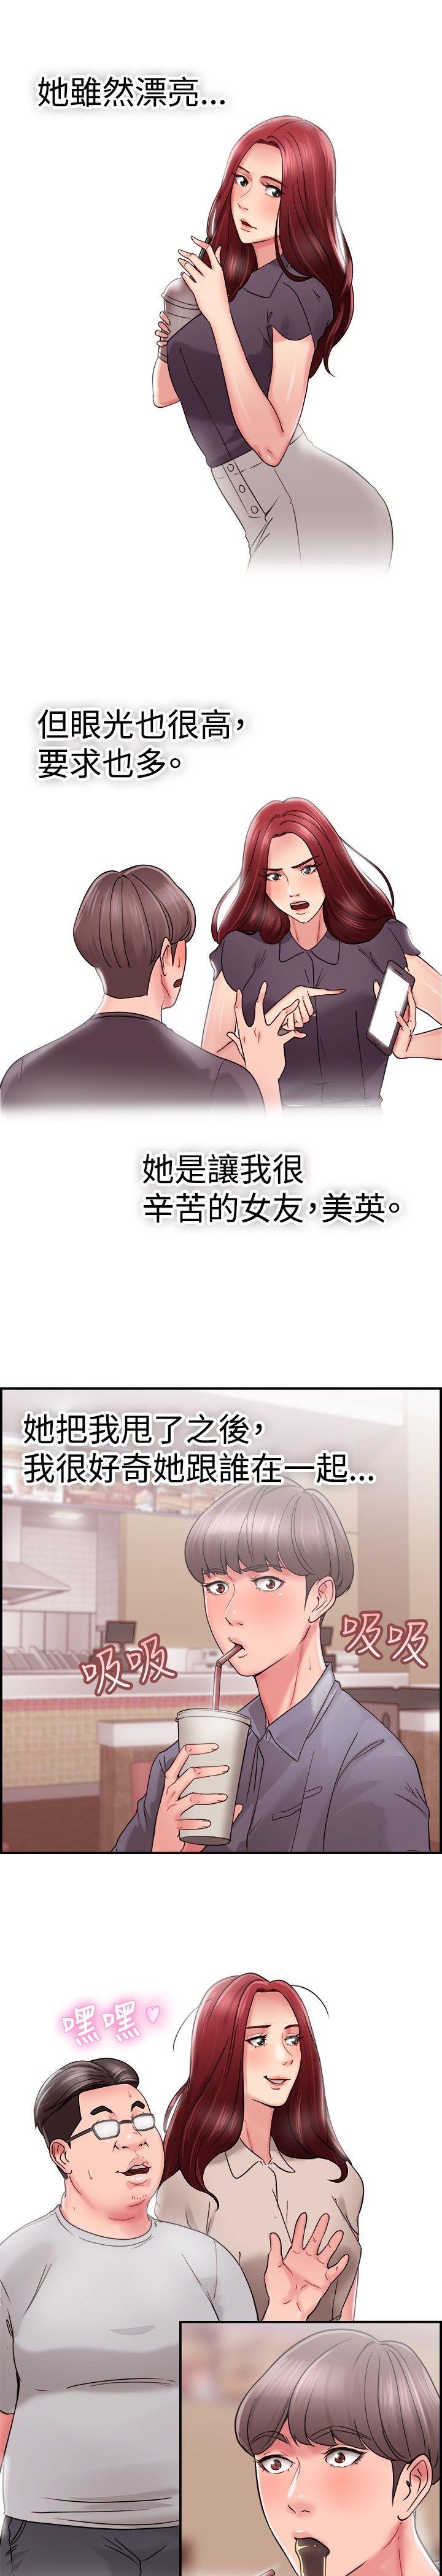 她雖然漂亮...
但眼光也很高，
要求也多。
她是讓我很
辛苦的女友，美英。
她把我甩了之後，
我很好奇她跟誰在一起...
吸吸
吸吸
嘿嘿♥